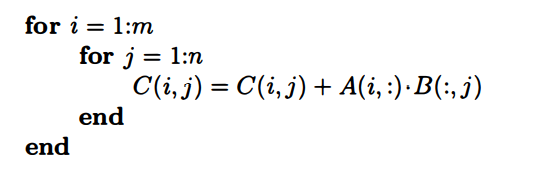 for i = 1:m
for j = 1:n
C(i,j) = C(i,j) + A(i,:)·B(:,j)
end
end